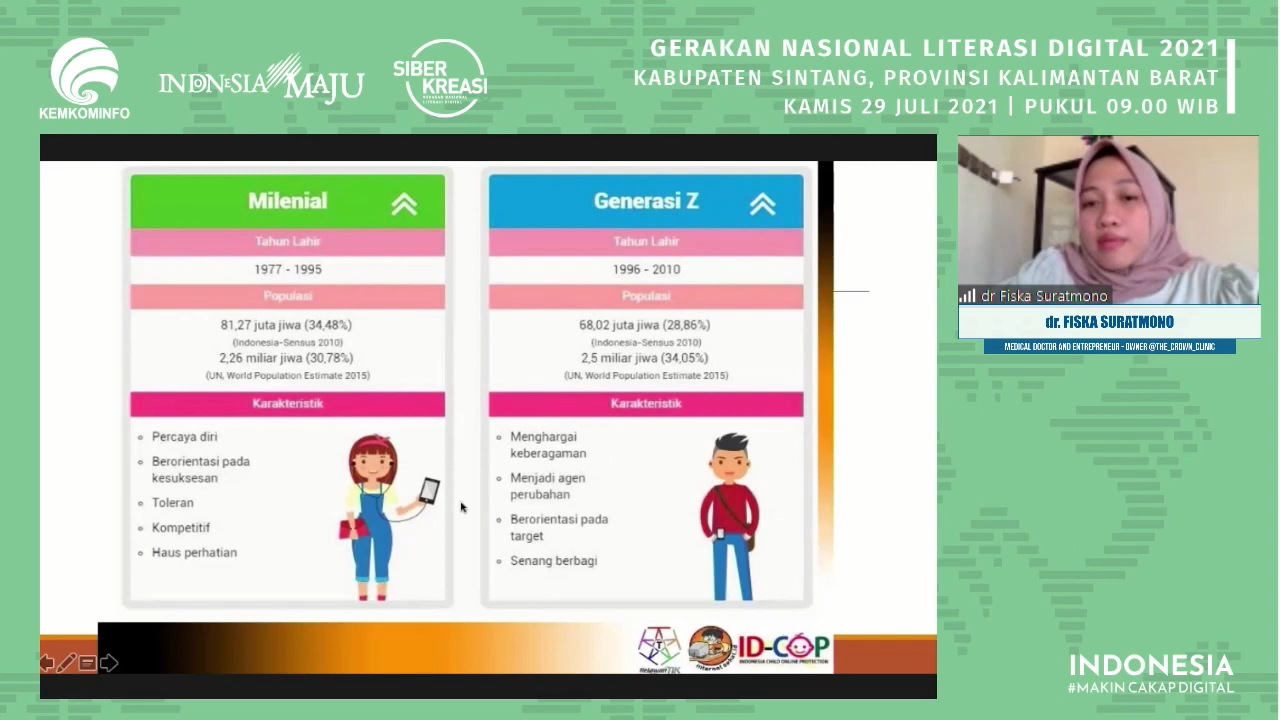 KEMKOMINFO
INDONESIA MAJU
SIBER
KREASI
GERAKAN NASIONAL LITERASI DIGITAL 2021
KABUPATEN SINTANG, PROVINSI KALIMANTAN BARAT
KAMIS 29 JULI 2021 | PUKUL 09.00 WIB
Milenial
Tahun Lahir
1977 - 1995
Populasi
81,27 juta jiwa (34,48%)
(Indonesia-Sensus 2010)
2,26 miliar jiwa (30,78%)
(UN, World Population Estimate 2015)
Karakteristik
Percaya diri
Berorientasi pada
kesuksesan
Toleran
Kompetitif
Haus perhatian
Generasi Z
Tahun Lahir
1996 - 2010
Populasi
68,02 juta jiwa (28,86%)
(Indonesia-Sensus 2010)
2,5 miliar jiwa (34,05%)
(UN, World Population Estimate 2015)
Karakteristik
Menghargai
keberagaman
Menjadi agen
perubahan
Berorientasi pada
target
Senang berbagi
ID-COP
INDONESIA CHILD ONLINE PROTECTION
dr Fiska Suratmono
dr. FISKA SURATMONO
MEDICAL DOCTOR AND ENTREPRENEUR - OWNER @THE_CROWN_CLINIC
INDONESIA
#MAKIN CAKAP DIGITAL